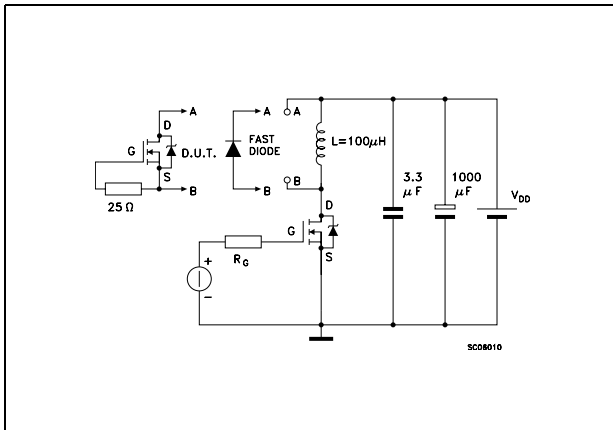 A
A
A
D
FAST
DIODE
G
D.U.T.
L=100μH
S
B
B
B
25 Ω
D
3.3
μF
1000
μF
VDD
G
S
RG
+
−
SC06010